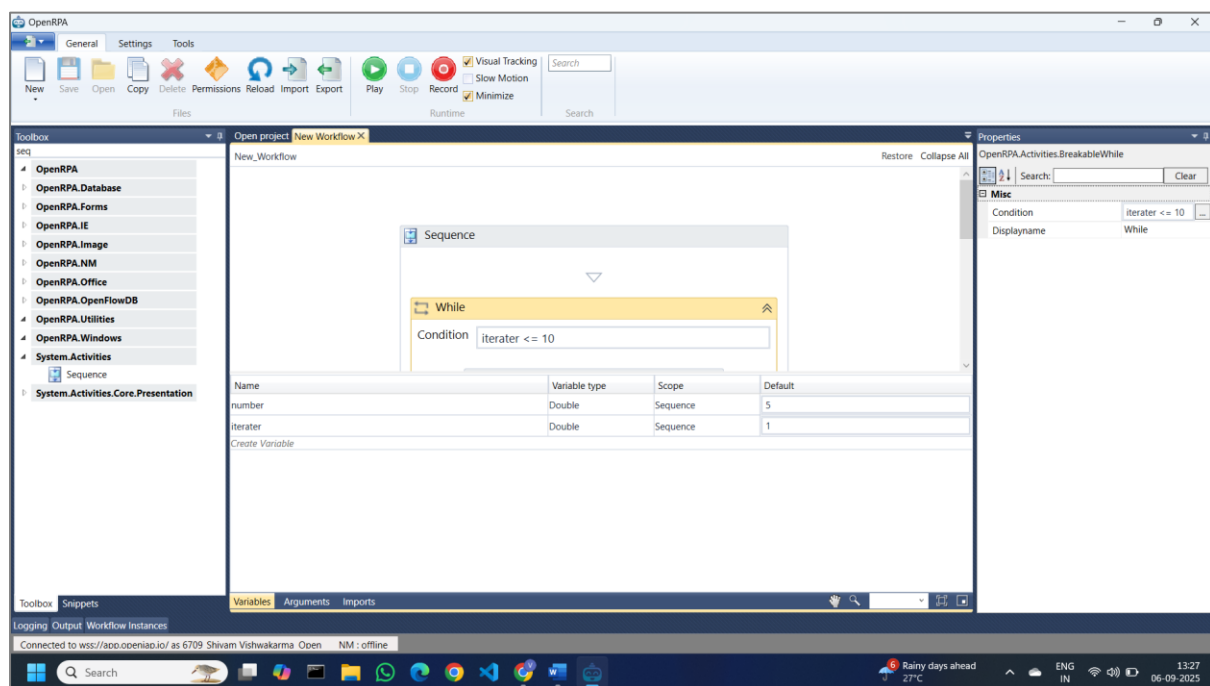 OpenRPA
General Settings Tools
New Save Open Copy Delete Permissions Reload Import Export Play Stop Record
Visual Tracking
Slow Motion
Minimize
Search
Files Runtime Search
Toolbox
seq
OpenRPA
OpenRPA.Database
OpenRPA.Forms
OpenRPA.IE
OpenRPA.Image
OpenRPA.NM
OpenRPA.Office
OpenRPA.OpenFlowDB
OpenRPA.Utilities
OpenRPA.Windows
System.Activities
Sequence
System.Activities.Core.Presentation
Toolbox Snippets
Open project New Workflow X
New_Workflow Restore Collapse All
Sequence
While
Condition iterater <= 10
Name Variable type Scope Default
number Double Sequence 5
iterater Double Sequence 1
Create Variable
Variables Arguments Imports
Properties
OpenRPA.Activities.BreakableWhile
Search: Clear
Misc
Condition iterater <= 10 ...
Displayname While
Logging Output Workflow Instances
Connected to wss://app.openiap.io/ as 6709_Shivam Vishwakarma_Open NM : offline
Search
6 Rainy days ahead
27°C
ENG
IN
13:27
06-09-2025